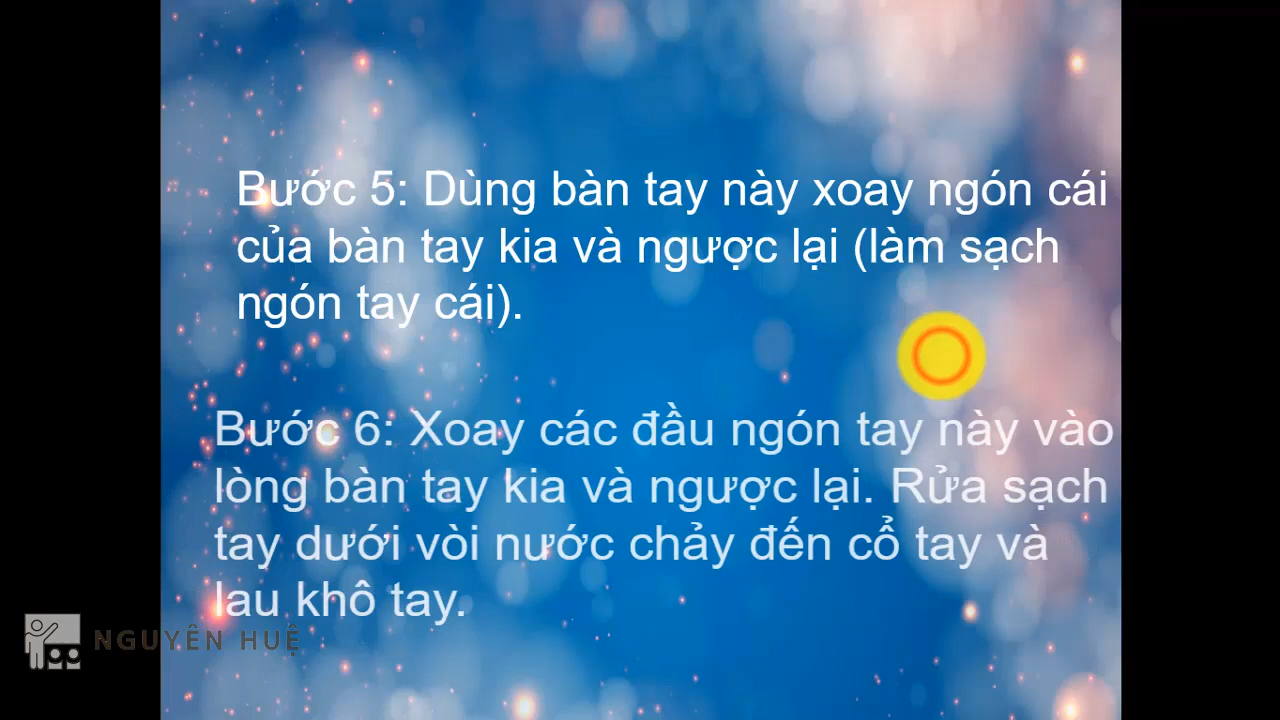 Bước 5: Dùng bàn tay này xoay ngón cái
của bàn tay kia và ngược lại (làm sạch
ngón tay cái).
Bước 6: Xoay các đầu ngón tay này vào
lòng bàn tay kia và ngược lại. Rửa sạch
tay dưới vòi nước chảy đến cổ tay và
lau khô tay.
NGUYÊN HUỆ